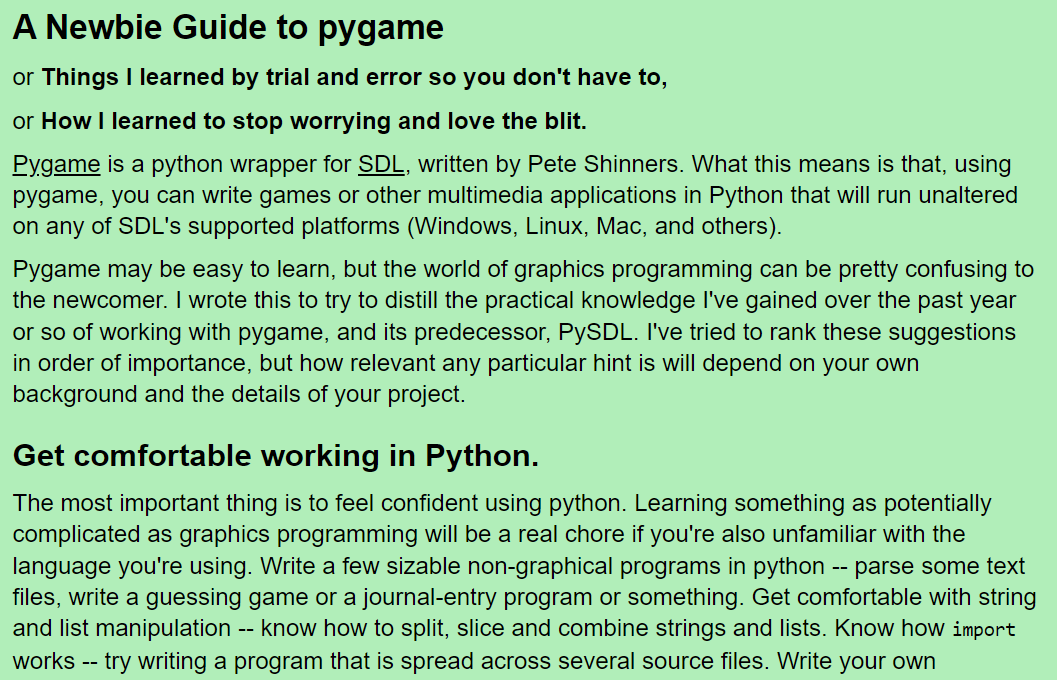 A Newbie Guide to pygame
or Things I learned by trial and error so you don't have to,
or How I learned to stop worrying and love the blit.
Pygame is a python wrapper for SDL, written by Pete Shinners. What this means is that, using
pygame, you can write games or other multimedia applications in Python that will run unaltered
on any of SDL's supported platforms (Windows, Linux, Mac, and others).
Pygame may be easy to learn, but the world of graphics programming can be pretty confusing to
the newcomer. I wrote this to try to distill the practical knowledge I've gained over the past year
or so of working with pygame, and its predecessor, PySDL. I've tried to rank these suggestions
in order of importance, but how relevant any particular hint is will depend on your own
background and the details of your project.
Get comfortable working in Python.
The most important thing is to feel confident using python. Learning something as potentially
complicated as graphics programming will be a real chore if you're also unfamiliar with the
language you're using. Write a few sizable non-graphical programs in python -- parse some text
files, write a guessing game or a journal-entry program or something. Get comfortable with string
and list manipulation -- know how to split, slice and combine strings and lists. Know how import
works -- try writing a program that is spread across several source files. Write your own